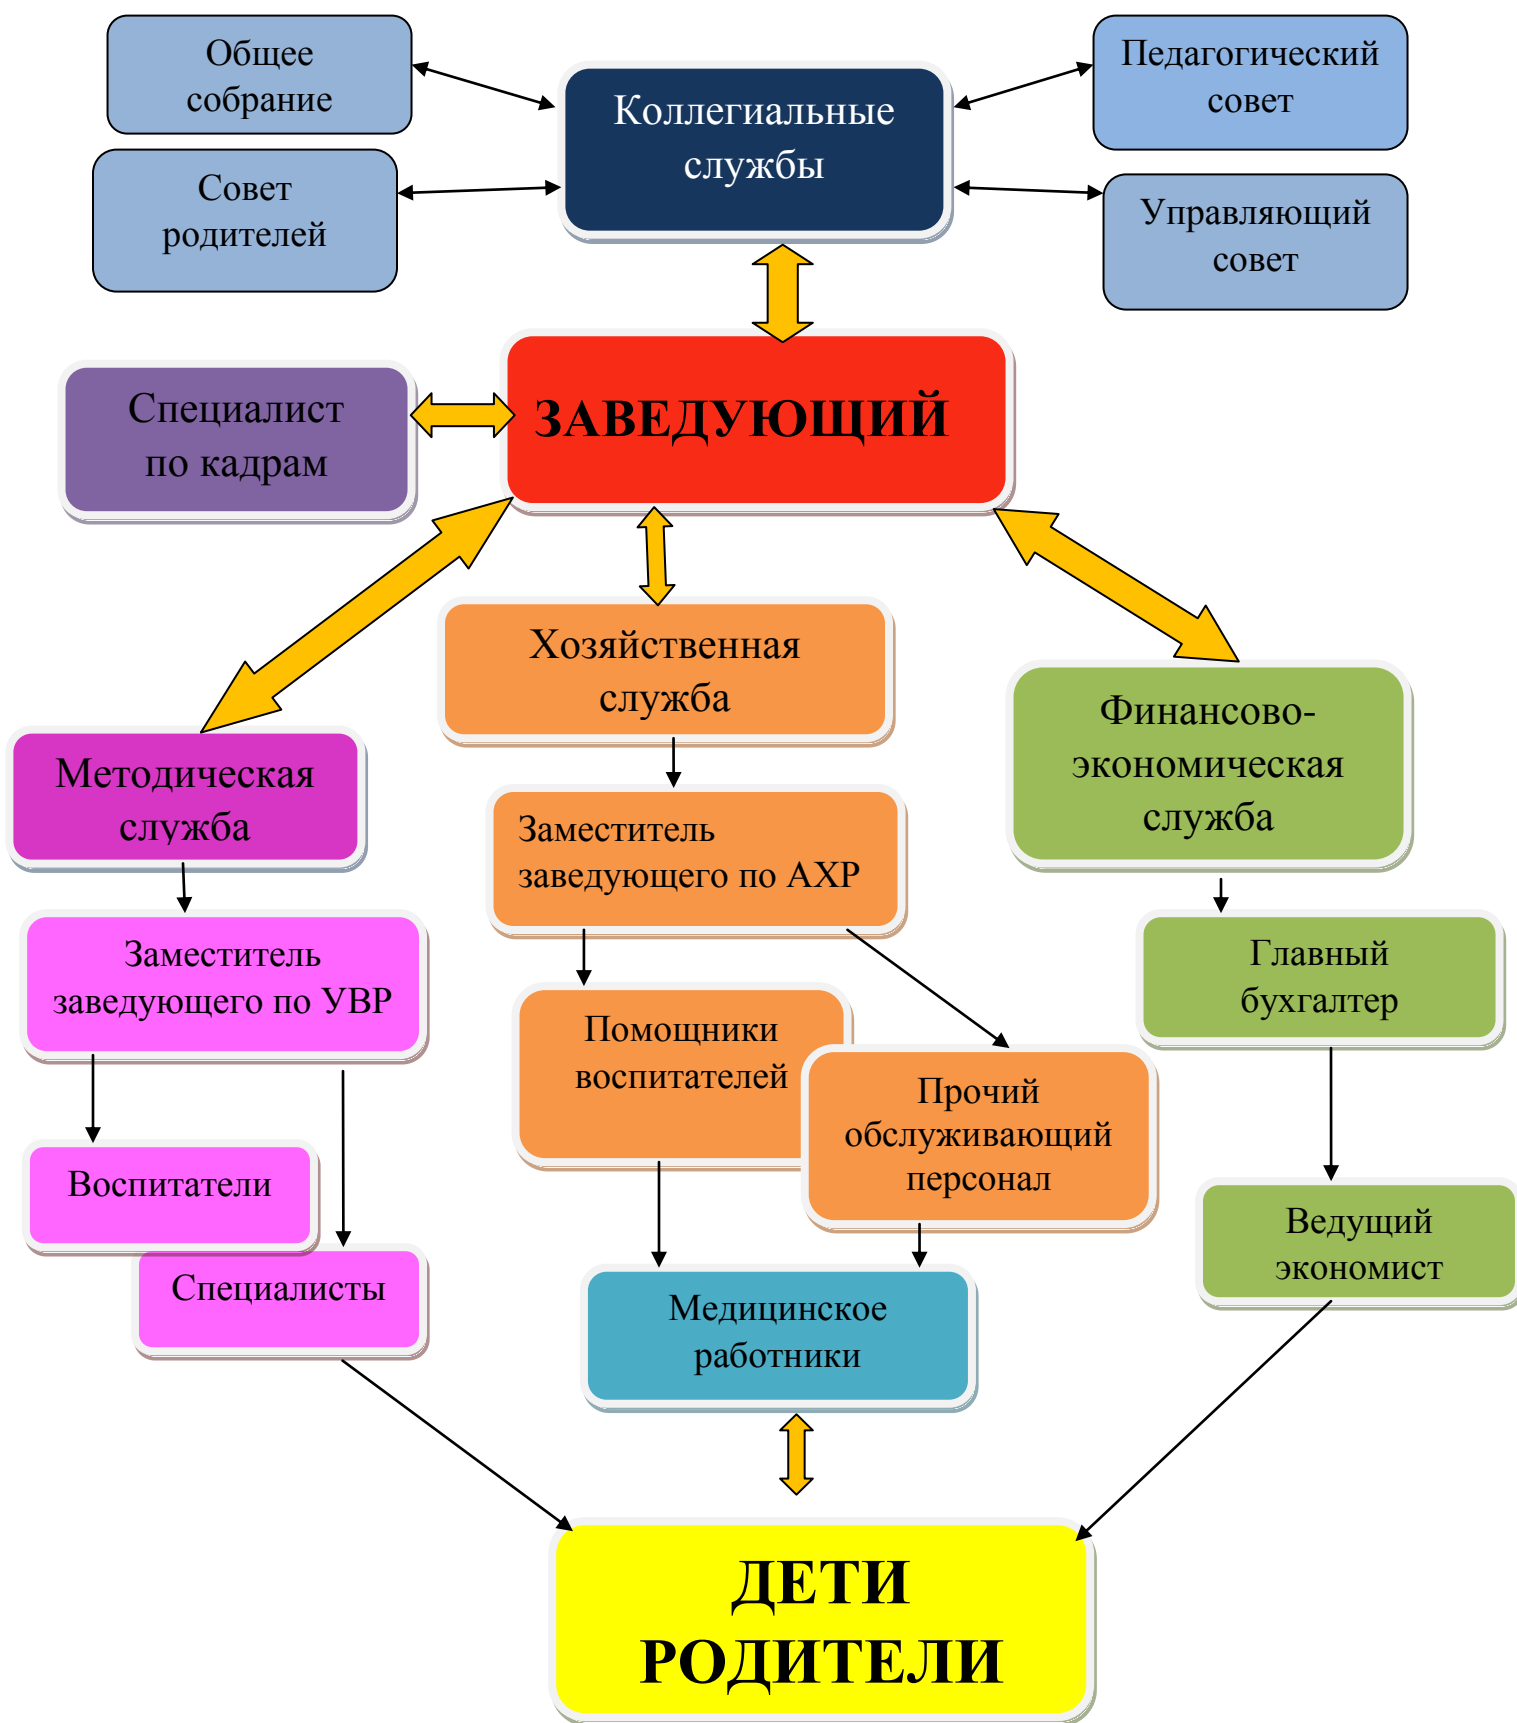 Общее
собрание
Педагогический
совет
Коллегиальные
службы
Совет
родителей
Управляющий
совет
Специалист
по кадрам
ЗАВЕДУЮЩИЙ
Хозяйственная
служба
Методическая
служба
Финансово-
экономическая
служба
Заместитель
заведующего по АХР
Заместитель
заведующего по УВР
Главный
бухгалтер
Помощники
воспитателей
Прочий
обслуживающий
персонал
Воспитатели
Специалисты
Ведущий
экономист
Медицинское
работники
ДЕТИ
РОДИТЕЛИ